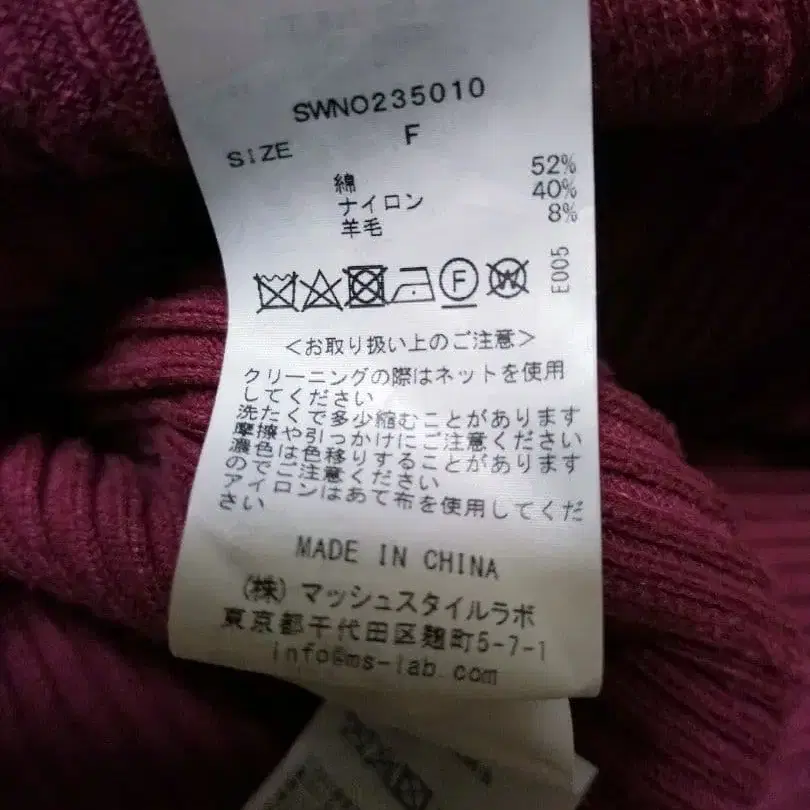 SWNO235010
SIZE F
綿 52%
ナイロン 40%
羊毛 8%
F W
E005
<お取り扱い上のご注意>
クリーニングの際はネットを使用
してください
洗たくで多少縮むことがあります
摩擦や引っかけにご注意ください
濃色は色移りすることがあります
のでご注意ください
アイロンはあて布を使用してくだ
さい
MADE IN CHINA
(株) マッシュスタイルラボ
東京都千代田区麹町5-7-1
info@ms-lab.com